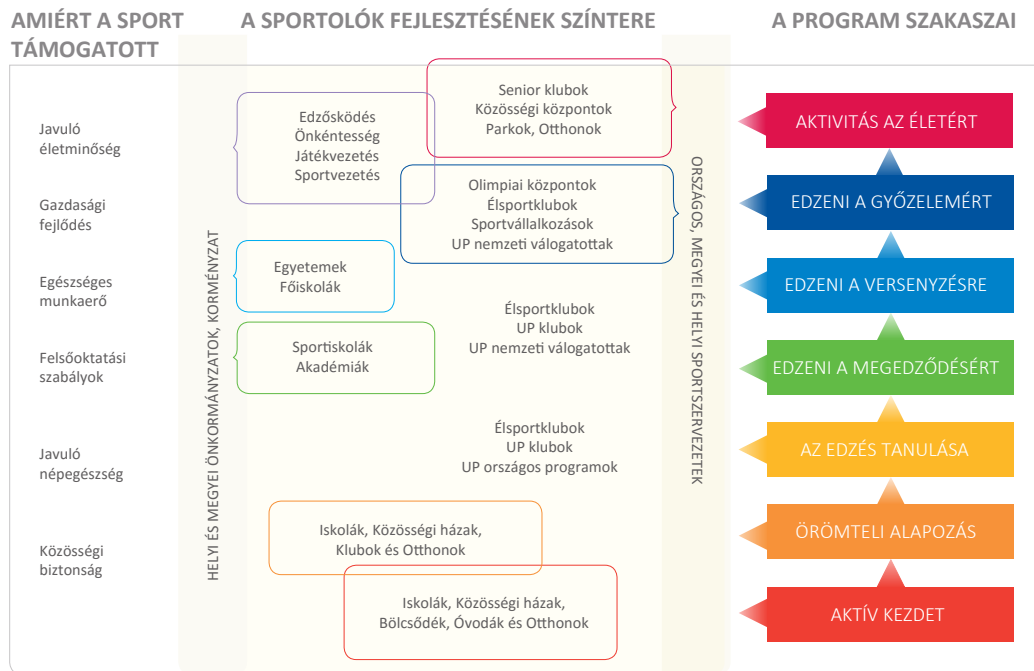 AMIÉRT A SPORT
TÁMOGATOTT
A SPORTOLÓK FEJLESZTÉSÉNEK SZÍNTERE
A PROGRAM SZAKASZAI
Javuló
életminőség
Gazdasági
fejlődés
Egészséges
munkaerő
Felsőoktatási
szabályok
Javuló
népegészség
Közösségi
biztonság
HELYI ÉS MEGYEI ÖNKORMÁNYZATOK, KORMÉNYZAT
Edzősködés
Önkéntesség
Játékvezetés
Sportvezetés
Senior klubok
Közösségi központok
Parkok, Otthonok
Olimpiai központok
Élsportklubok
Sportvállalkozások
UP nemzeti válogatottak
Egyetemek
Főiskolák
Élsportklubok
UP klubok
UP nemzeti válogatottak
Sportiskolák
Akadémiák
Élsportklubok
UP klubok
UP országos programok
Iskolák, Közösségi házak,
Klubok és Otthonok
Iskolák, Közösségi házak,
Bölcsődék, Óvodák és Otthonok
ORSZÁGOS, MEGYEI ÉS HELYI SPORTSZERVEZETEK
AKTIVITÁS AZ ÉLETÉRT
EDZENI A GYŐZELEMÉRT
EDZENI A VERSENYZÉSRE
EDZENI A MEGEDZŐDÉSÉRT
AZ EDZÉS TANULÁSA
ÖRÖMTELI ALAPOZÁS
AKTÍV KEZDET